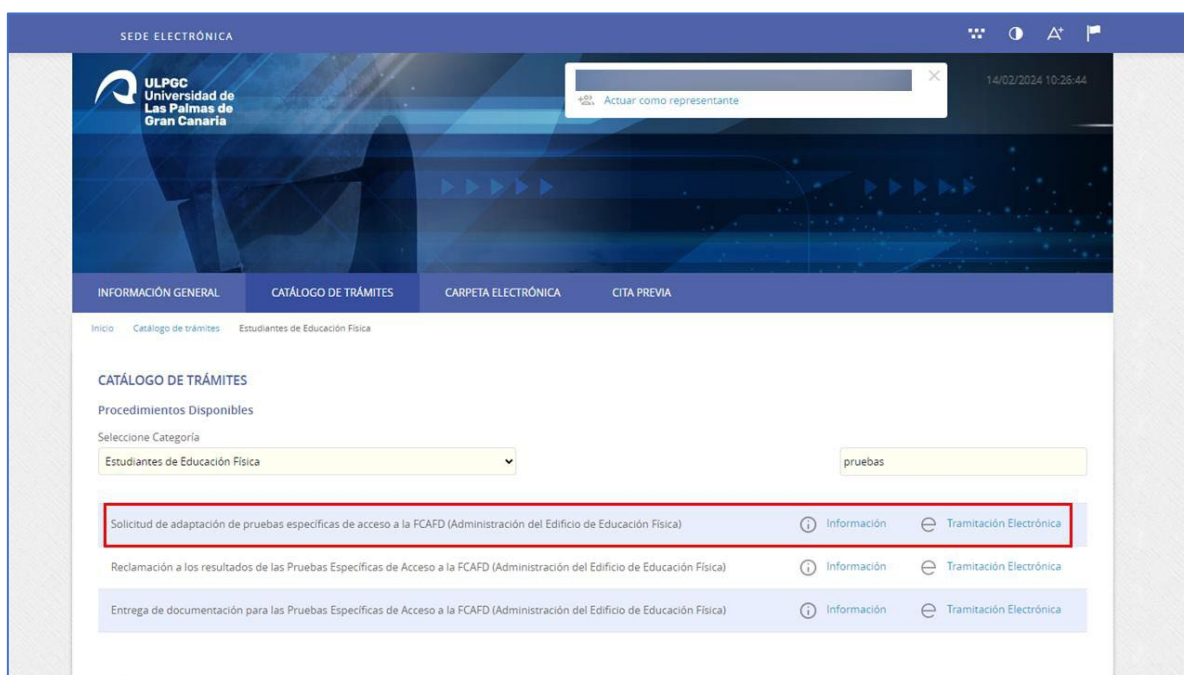 SEDE ELECTRÓNICA
A+
ULPGC
Universidad de
Las Palmas de
Gran Canaria
Actuar como representante
14/02/2024 10:26:44
INFORMACIÓN GENERAL CATÁLOGO DE TRÁMITES CARPETA ELECTRÓNICA CITA PREVIA
Inicio Catálogo de trámites Estudiantes de Educación Física
CATÁLOGO DE TRÁMITES
Procedimientos Disponibles
Seleccione Categoría
Estudiantes de Educación Física pruebas
Solicitud de adaptación de pruebas específicas de acceso a la FCAFD (Administración del Edificio de Educación Física) Información Tramitación Electrónica
Reclamación a los resultados de las Pruebas Específicas de Acceso a la FCAFD (Administración del Edificio de Educación Física) Información Tramitación Electrónica
Entrega de documentación para las Pruebas Específicas de Acceso a la FCAFD (Administración del Edificio de Educación Física) Información Tramitación Electrónica